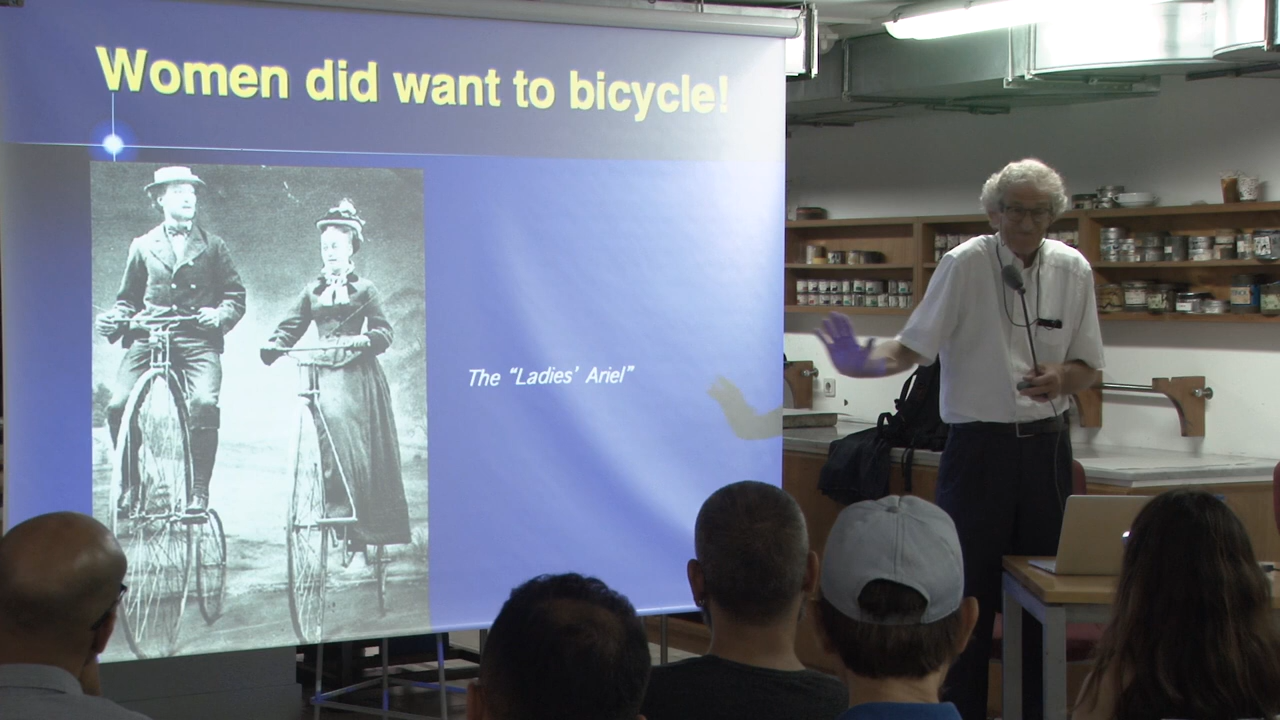 Women did want to bicycle!
The “Ladies’ Ariel”